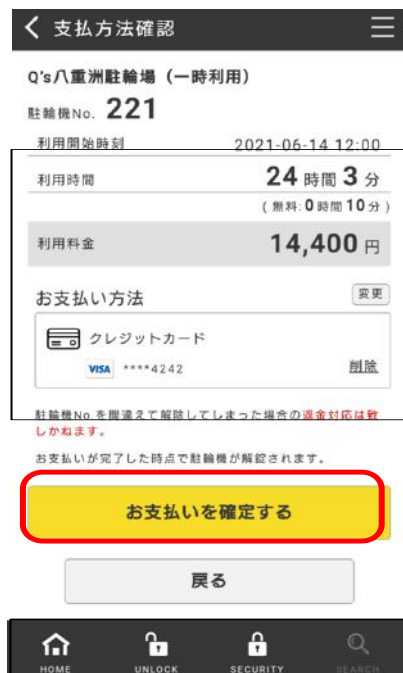 支払方法確認
Q's八重洲駐輪場（一時利用）
駐輪機No. 221
利用開始時刻 2021-06-14 12:00
利用時間 24 時間 3 分
(無料:0時間10分)
利用料金 14,400 円
お支払い方法 変更
クレジットカード
VISA ****4242 削除
駐輪機No.を間違えて解除してしまった場合の返金対応は致
しかねます。
お支払いが完了した時点で駐輪機が解錠されます。
お支払いを確定する
戻る
HOME UNLOCK SECURITY SEARCH